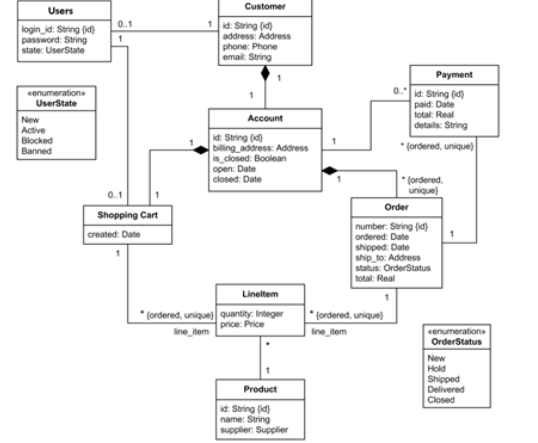 Users
login_id: String {id}
password: String
state: UserState
0..1
1
1
Customer
id: String {id}
address: Address
phone: Phone
email: String
1
1
«enumeration»
UserState
New
Active
Blocked
Banned
Account
id: String {id}
billing_address: Address
is_closed: Boolean
open: Date
closed: Date
1
1
1
1
0..*
Payment
id: String {id}
paid: Date
total: Real
details: String
* {ordered, unique}
* {ordered,
unique}
0..1
1
Shopping Cart
created: Date
1
Order
number: String {id}
ordered: Date
shipped: Date
ship_to: Address
status: OrderStatus
total: Real
1
1
LineItem
quantity: Integer
price: Price
* {ordered, unique}
line_item
* {ordered, unique}
line_item
*
1
Product
id: String {id}
name: String
supplier: Supplier
«enumeration»
OrderStatus
New
Hold
Shipped
Delivered
Closed